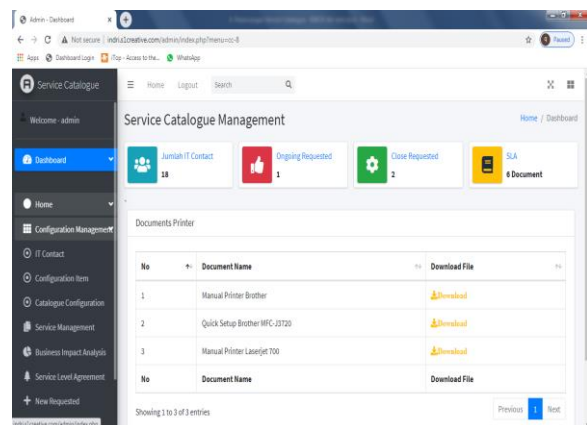 Admin - Dashboard
Not secure
indri.s1creative.com/admin/index.php?menu=cc-8
Paused
Apps
Dashboard Login
iTop - Access to the...
WhatsApp
Service Catalogue
Home
Logout
Search
Welcome - admin
Service Catalogue Management
Home / Dashboard
Dashboard
Jumlah IT Contact
18
Ongoing Requested
1
Close Requested
2
SLA
6 Document
Home
Configuration Management
Documents Printer
IT Contact
Configuration Item
Catalogue Configuration
Service Management
Business Impact Analysis
Service Level Agreement
New Requested
No Document Name Download File
1 Manual Printer Brother Download
2 Quick Setup Brother MFC-J3720 Download
3 Manual Printer Laserjet 700 Download
No Document Name Download File
Showing 1 to 3 of 3 entries
Previous 1 Next